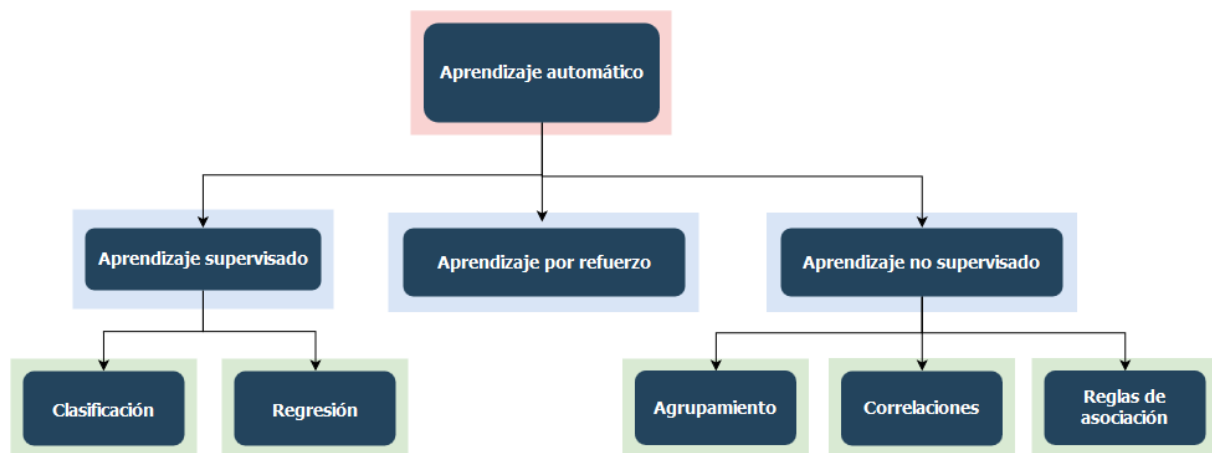 Aprendizaje automático
Aprendizaje supervisado
Aprendizaje por refuerzo
Aprendizaje no supervisado
Clasificación
Regresión
Agrupamiento
Correlaciones
Reglas de
asociación